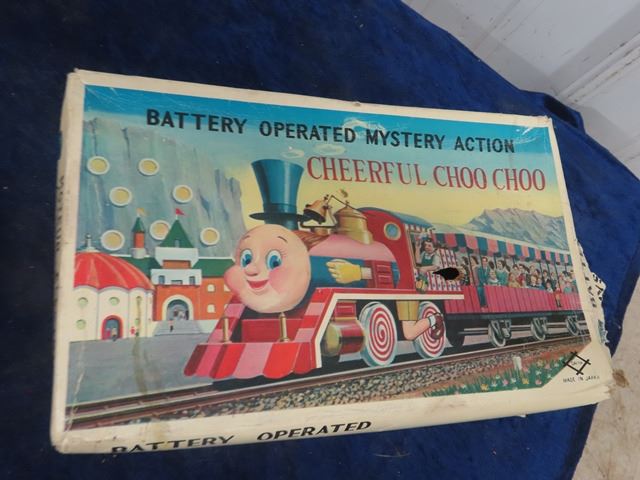 BATTERY OPERATED MYSTERY ACTION
CHEERFUL CHOO CHOO
MADE IN JAPAN
BATTERY OPERATED